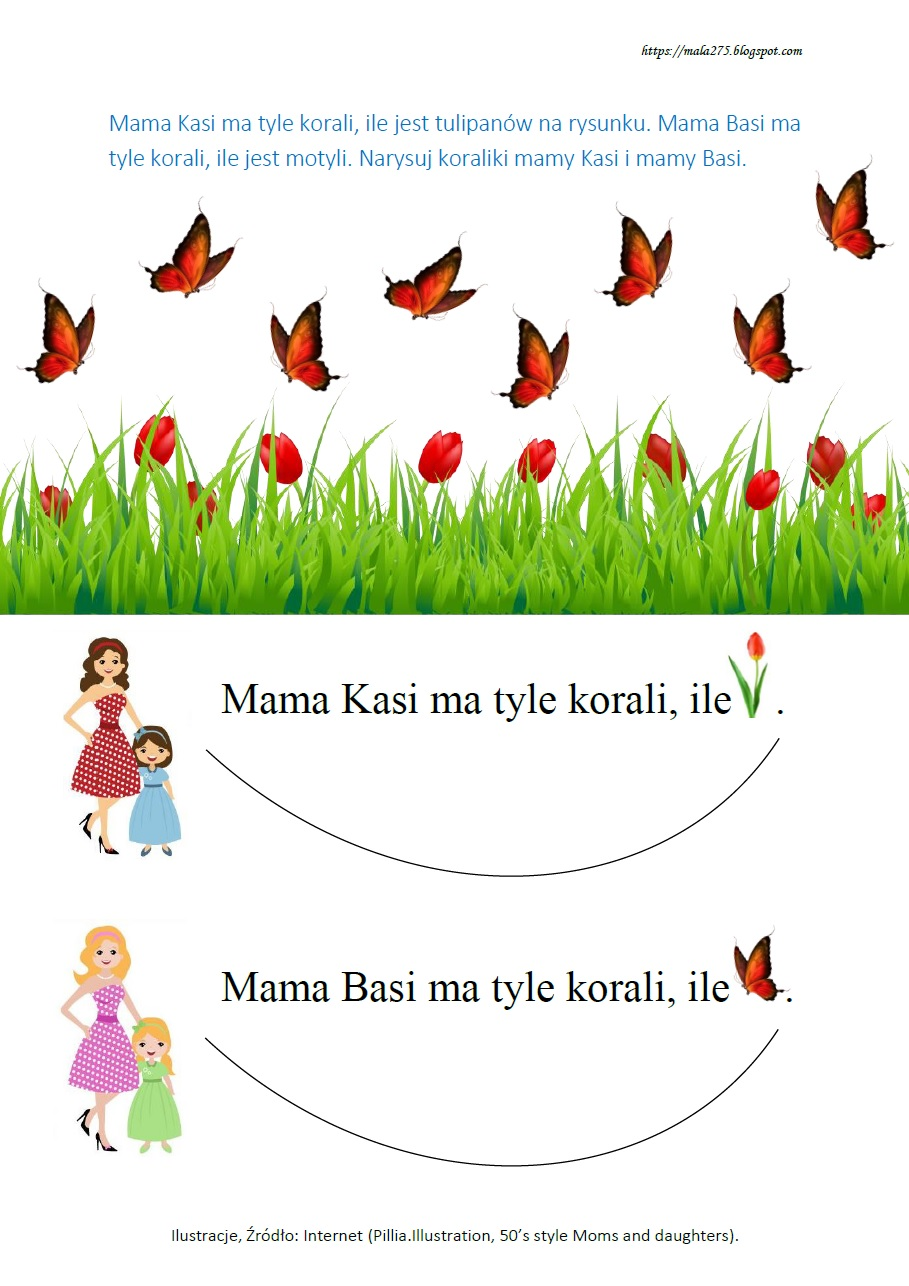 https://mala275.blogspot.com
Mama Kasi ma tyle korali, ile jest tulipanów na rysunku. Mama Basi ma
tyle korali, ile jest motyli. Narysuj koraliki mamy Kasi i mamy Basi.
Mama Kasi ma tyle korali, ile .
Mama Basi ma tyle korali, ile .
Ilustracje, Źródło: Internet (Pillia.Illustration, 50's style Moms and daughters).